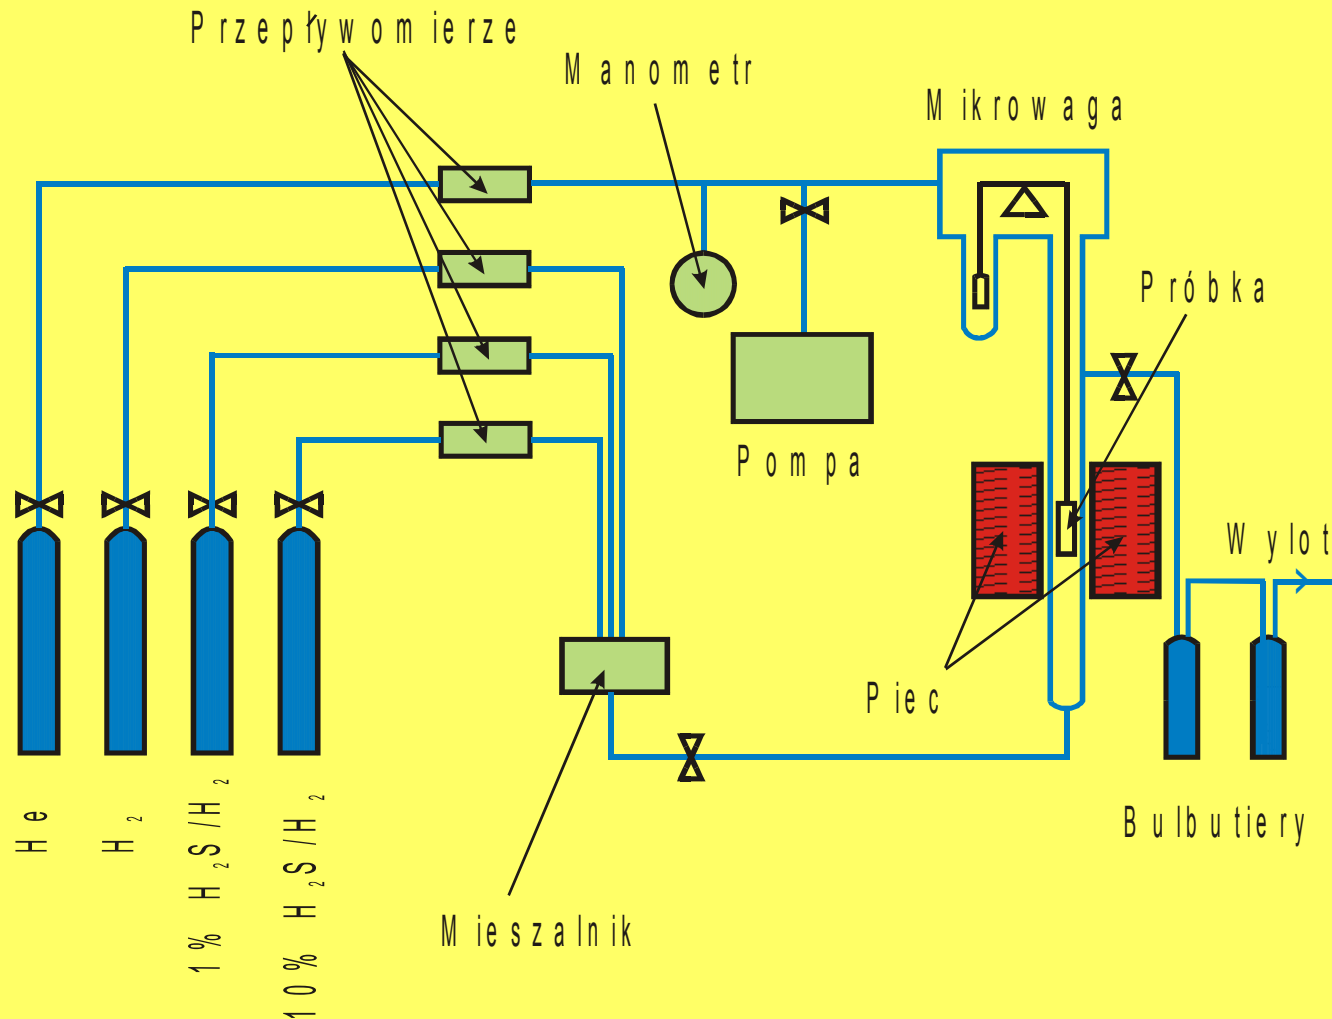 Przepływomierze
Manometr
Mikrowaga
Próbka
Pompa
Wylot
Piec
Bulbutiery
Mieszalnik
He
H2
1% H2S/H2
10% H2S/H2